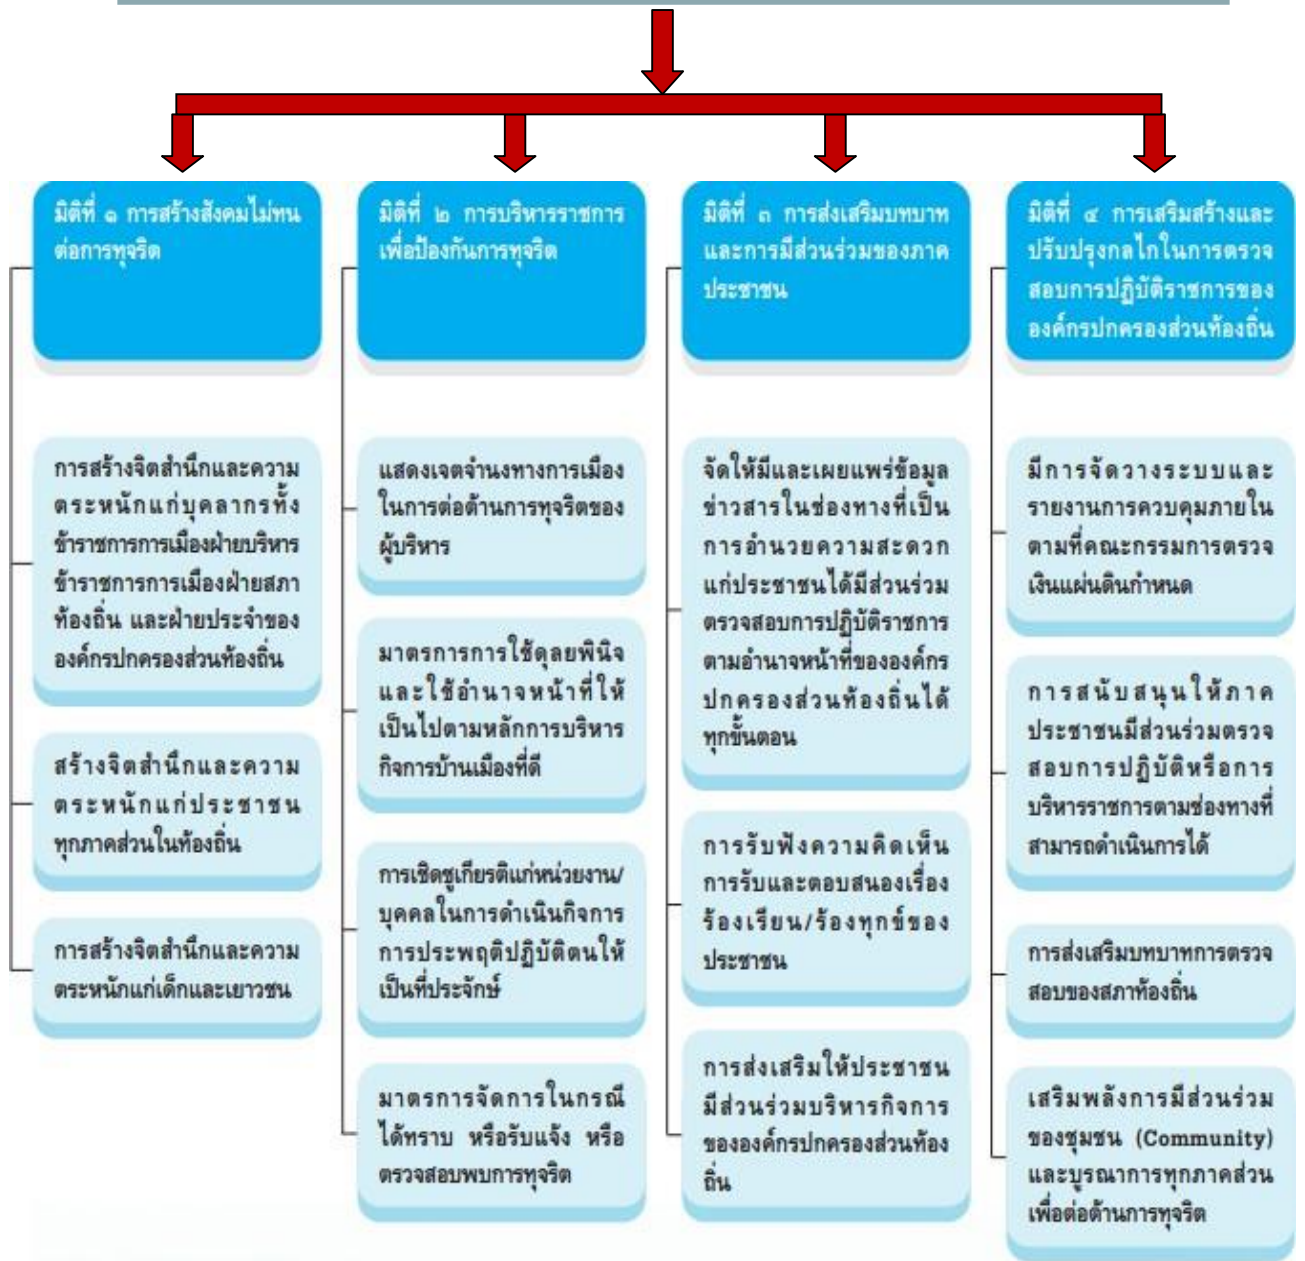 มิติที่ ๑ การสร้างสังคมไม่ทน
ต่อการทุจริต
การสร้างจิตสำนึกและความ
ตระหนักแก่บุคลากรทั้ง
ข้าราชการการเมืองฝ่ายบริหาร
ข้าราชการการเมืองฝ่ายสภา
ท้องถิ่น และฝ่ายประจำของ
องค์กรปกครองส่วนท้องถิ่น
สร้างจิตสำนึกและความ
ตระหนักแก่ประชาชน
ทุกภาคส่วนในท้องถิ่น
การสร้างจิตสำนึกและความ
ตระหนักแก่เด็กและเยาวชน
มิติที่ ๒ การบริหารราชการ
เพื่อป้องกันการทุจริต
แสดงเจตจำนงทางการเมือง
ในการต่อต้านการทุจริตของ
ผู้บริหาร
มาตรการการใช้ดุลยพินิจ
และใช้อำนาจหน้าที่ให้
เป็นไปตามหลักการบริหาร
กิจการบ้านเมืองที่ดี
การเชิดชูเกียรติแก่หน่วยงาน/
บุคคลในการดำเนินกิจการ
การประพฤติปฏิบัติตนให้
เป็นที่ประจักษ์
มาตรการจัดการในกรณี
ได้ทราบ หรือรับแจ้ง หรือ
ตรวจสอบพบการทุจริต
มิติที่ ๓ การส่งเสริมบทบาท
และการมีส่วนร่วมของภาค
ประชาชน
จัดให้มีและเผยแพร่ข้อมูล
ข่าวสารในช่องทางที่เป็น
การอำนวยความสะดวก
แก่ประชาชนได้มีส่วนร่วม
ตรวจสอบการปฏิบัติราชการ
ตามอำนาจหน้าที่ขององค์กร
ปกครองส่วนท้องถิ่นได้
ทุกขั้นตอน
การรับฟังความคิดเห็น
การรับและตอบสนองเรื่อง
ร้องเรียน/ร้องทุกข์ของ
ประชาชน
การส่งเสริมให้ประชาชน
มีส่วนร่วมบริหารกิจการ
ขององค์กรปกครองส่วนท้อง
ถิ่น
มิติที่ ๔ การเสริมสร้างและ
ปรับปรุงกลไกในการตรวจ
สอบการปฏิบัติราชการของ
องค์กรปกครองส่วนท้องถิ่น
มีการจัดวางระบบและ
รายงานการควบคุมภายใน
ตามที่คณะกรรมการตรวจ
เงินแผ่นดินกำหนด
การสนับสนุนให้ภาค
ประชาชนมีส่วนร่วมตรวจ
สอบการปฏิบัติหรือการ
บริหารราชการตามช่องทางที่
สามารถดำเนินการได้
การส่งเสริมบทบาทการตรวจ
สอบของสภาท้องถิ่น
เสริมพลังการมีส่วนร่วม
ของชุมชน (Community)
และบูรณาการทุกภาคส่วน
เพื่อต่อต้านการทุจริต